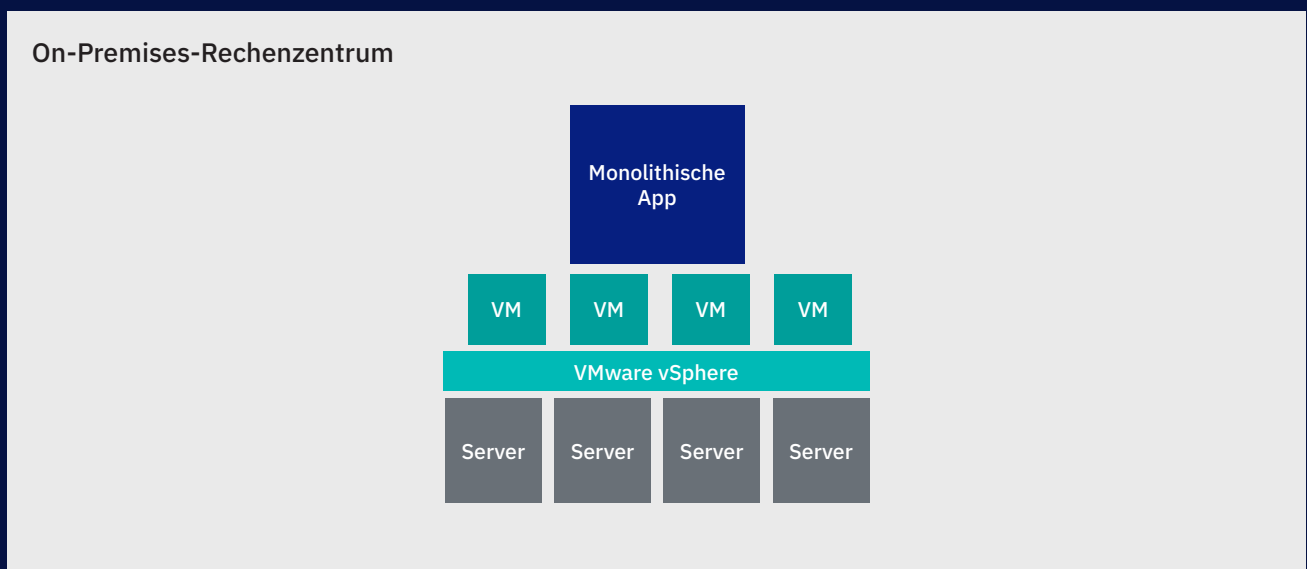 On-Premises-Rechenzentrum
Monolithische
App
VM VM VM VM
VMware vSphere
Server Server Server Server